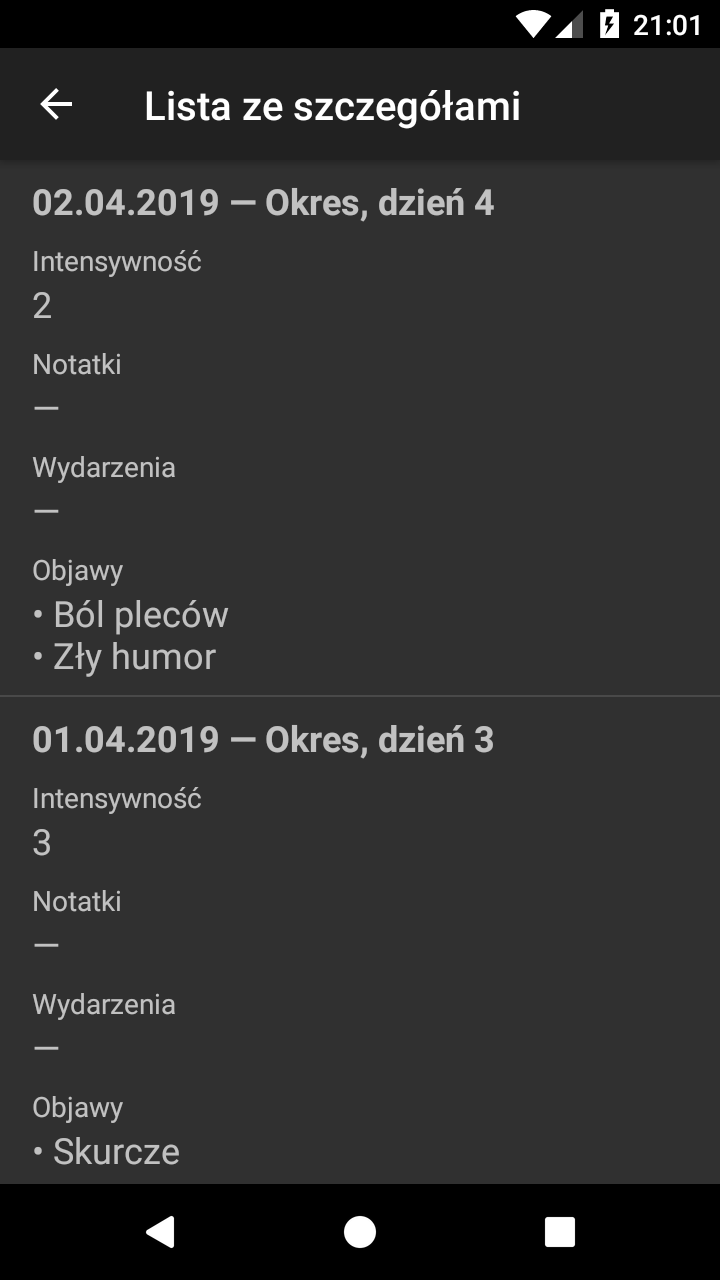 21:01
Lista ze szczegółami
02.04.2019 — Okres, dzień 4
Intensywność
2
Notatki
—
Wydarzenia
—
Objawy
• Ból pleców
• Zły humor
01.04.2019 — Okres, dzień 3
Intensywność
3
Notatki
—
Wydarzenia
—
Objawy
• Skurcze